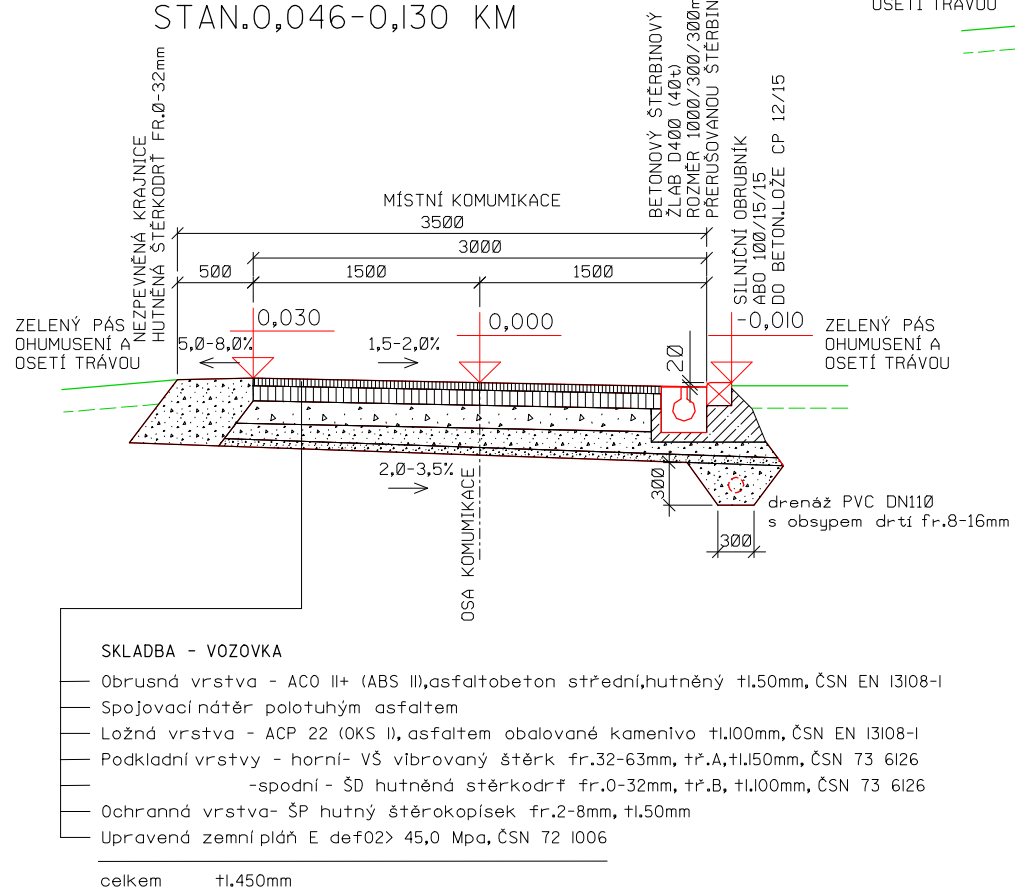 STAN.0,046-0,130 KM
OSETÍ TRÁVOU
NEZPEVNĚNÁ KRAJNICE
HUTNĚNÁ ŠTĚRKODRŤ FR.0-32mm
BETONOVÝ ŠTĚRBINOVÝ
ŽLAB D400 (40t)
ROZMĚR 1000/300/300m
PŘERUŠOVANOU ŠTĚRBIN
SILNIČNÍ OBRUBNÍK
ABO 100/15/15
DO BETON.LOŽE CP 12/15
MÍSTNÍ KOMUMIKACE
3500
3000
500
1500
1500
ZELENÝ PÁS
OHUMUSENÍ A
OSETÍ TRÁVOU
0,030
0,000
-0,010
ZELENÝ PÁS
OHUMUSENÍ A
OSETÍ TRÁVOU
5,0-8,0%
1,5-2,0%
20
2,0-3,5%
OSA KOMUMIKACE
300
300
drenáž PVC DN110
s obsypem drtí fr.8-16mm
SKLADBA - VOZOVKA
Obrusná vrstva - ACO II+ (ABS II),asfaltobeton střední,hutněný tl.50mm, ČSN EN 13108-1
Spojovací nátěr polotuhým asfaltem
Ložná vrstva - ACP 22 (OKS I), asfaltem obalované kamenivo tl.100mm, ČSN EN 13108-1
Podkladní vrstvy - horní- VŠ vibrovaný štěrk fr.32-63mm, tř.A,tl.150mm, ČSN 73 6126
-spodní - ŠD hutněná stěrkodrť fr.0-32mm, tř.B, tl.100mm, ČSN 73 6126
Ochranná vrstva- ŠP hutný štěrokopísek fr.2-8mm, tl.50mm
Upravená zemní pláň E def02> 45,0 Mpa, ČSN 72 1006
celkem tl.450mm